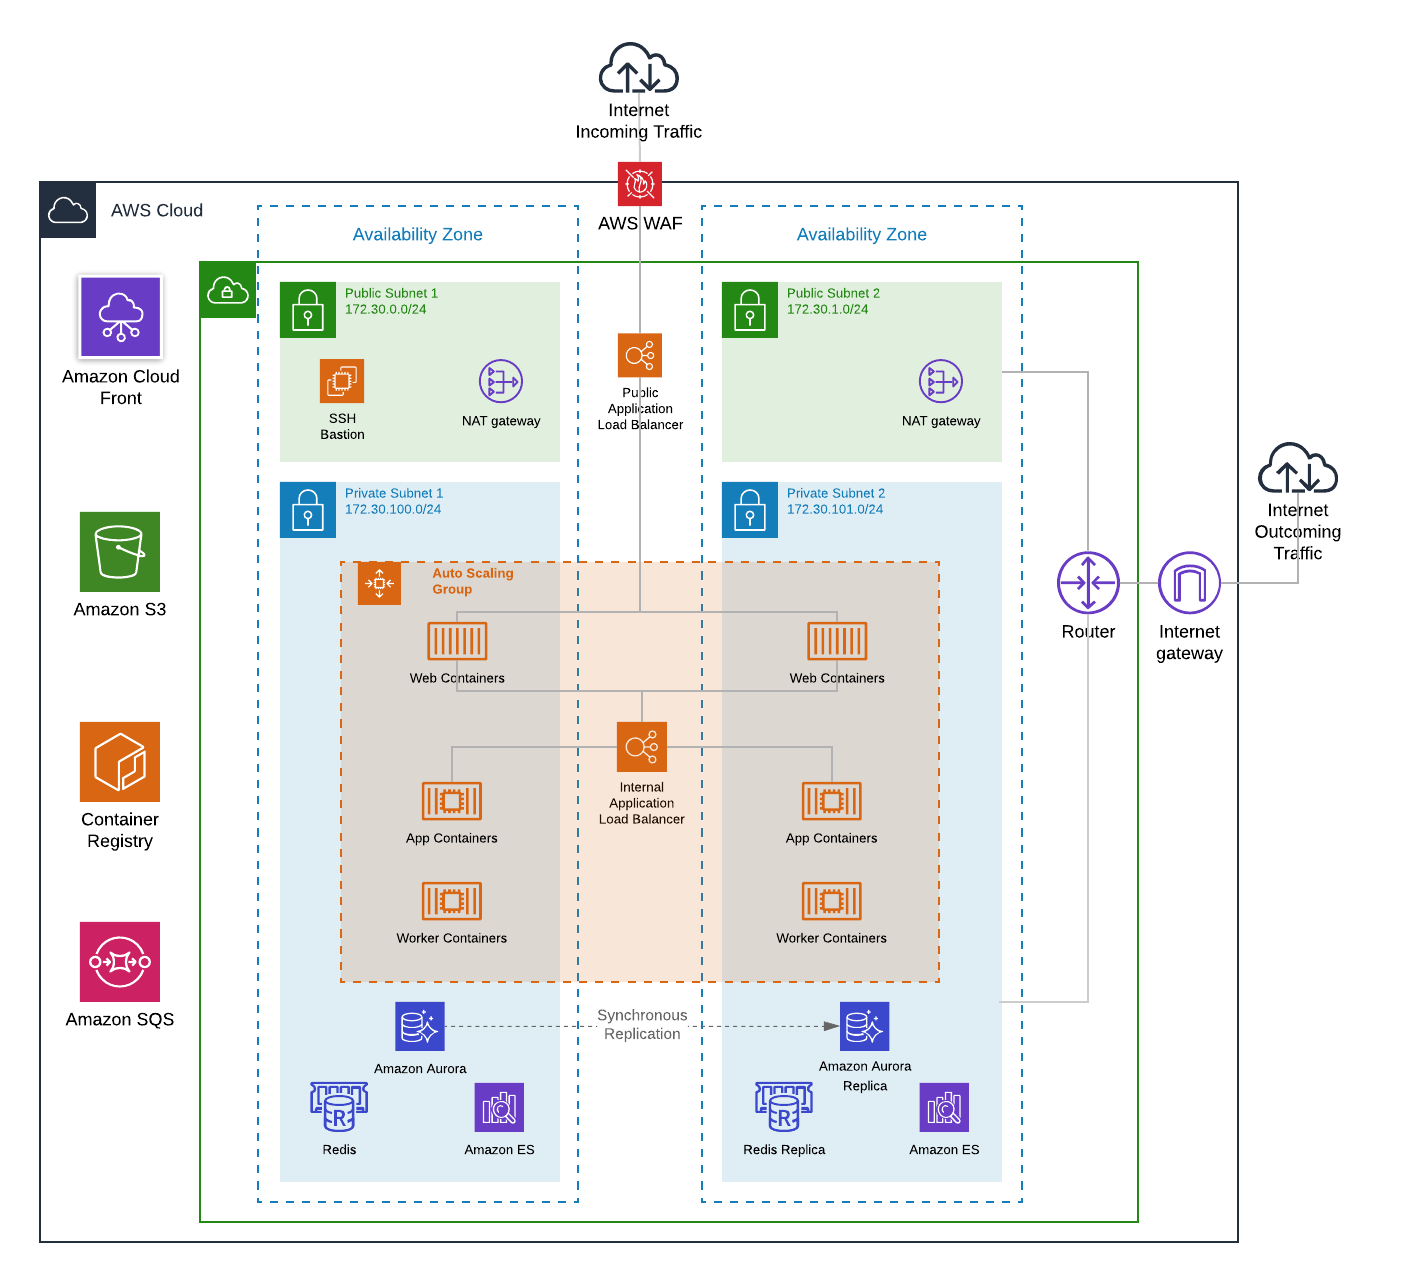 Internet
Incoming Traffic
AWS Cloud
AWS WAF
Availability Zone
Availability Zone
Public Subnet 1
172.30.0.0/24
Public Subnet 2
172.30.1.0/24
Amazon Cloud
Front
SSH
Bastion
NAT gateway
Public
Application
Load Balancer
NAT gateway
Private Subnet 1
172.30.100.0/24
Private Subnet 2
172.30.101.0/24
Internet
Outcoming
Traffic
Amazon S3
Auto Scaling
Group
Web Containers
Web Containers
Router
Internet
gateway
Container
Registry
Internal
Application
Load Balancer
App Containers
App Containers
Worker Containers
Worker Containers
Amazon SQS
Synchronous
Replication
Amazon Aurora
Amazon Aurora
Replica
R
R
Redis
Amazon ES
Redis Replica
Amazon ES